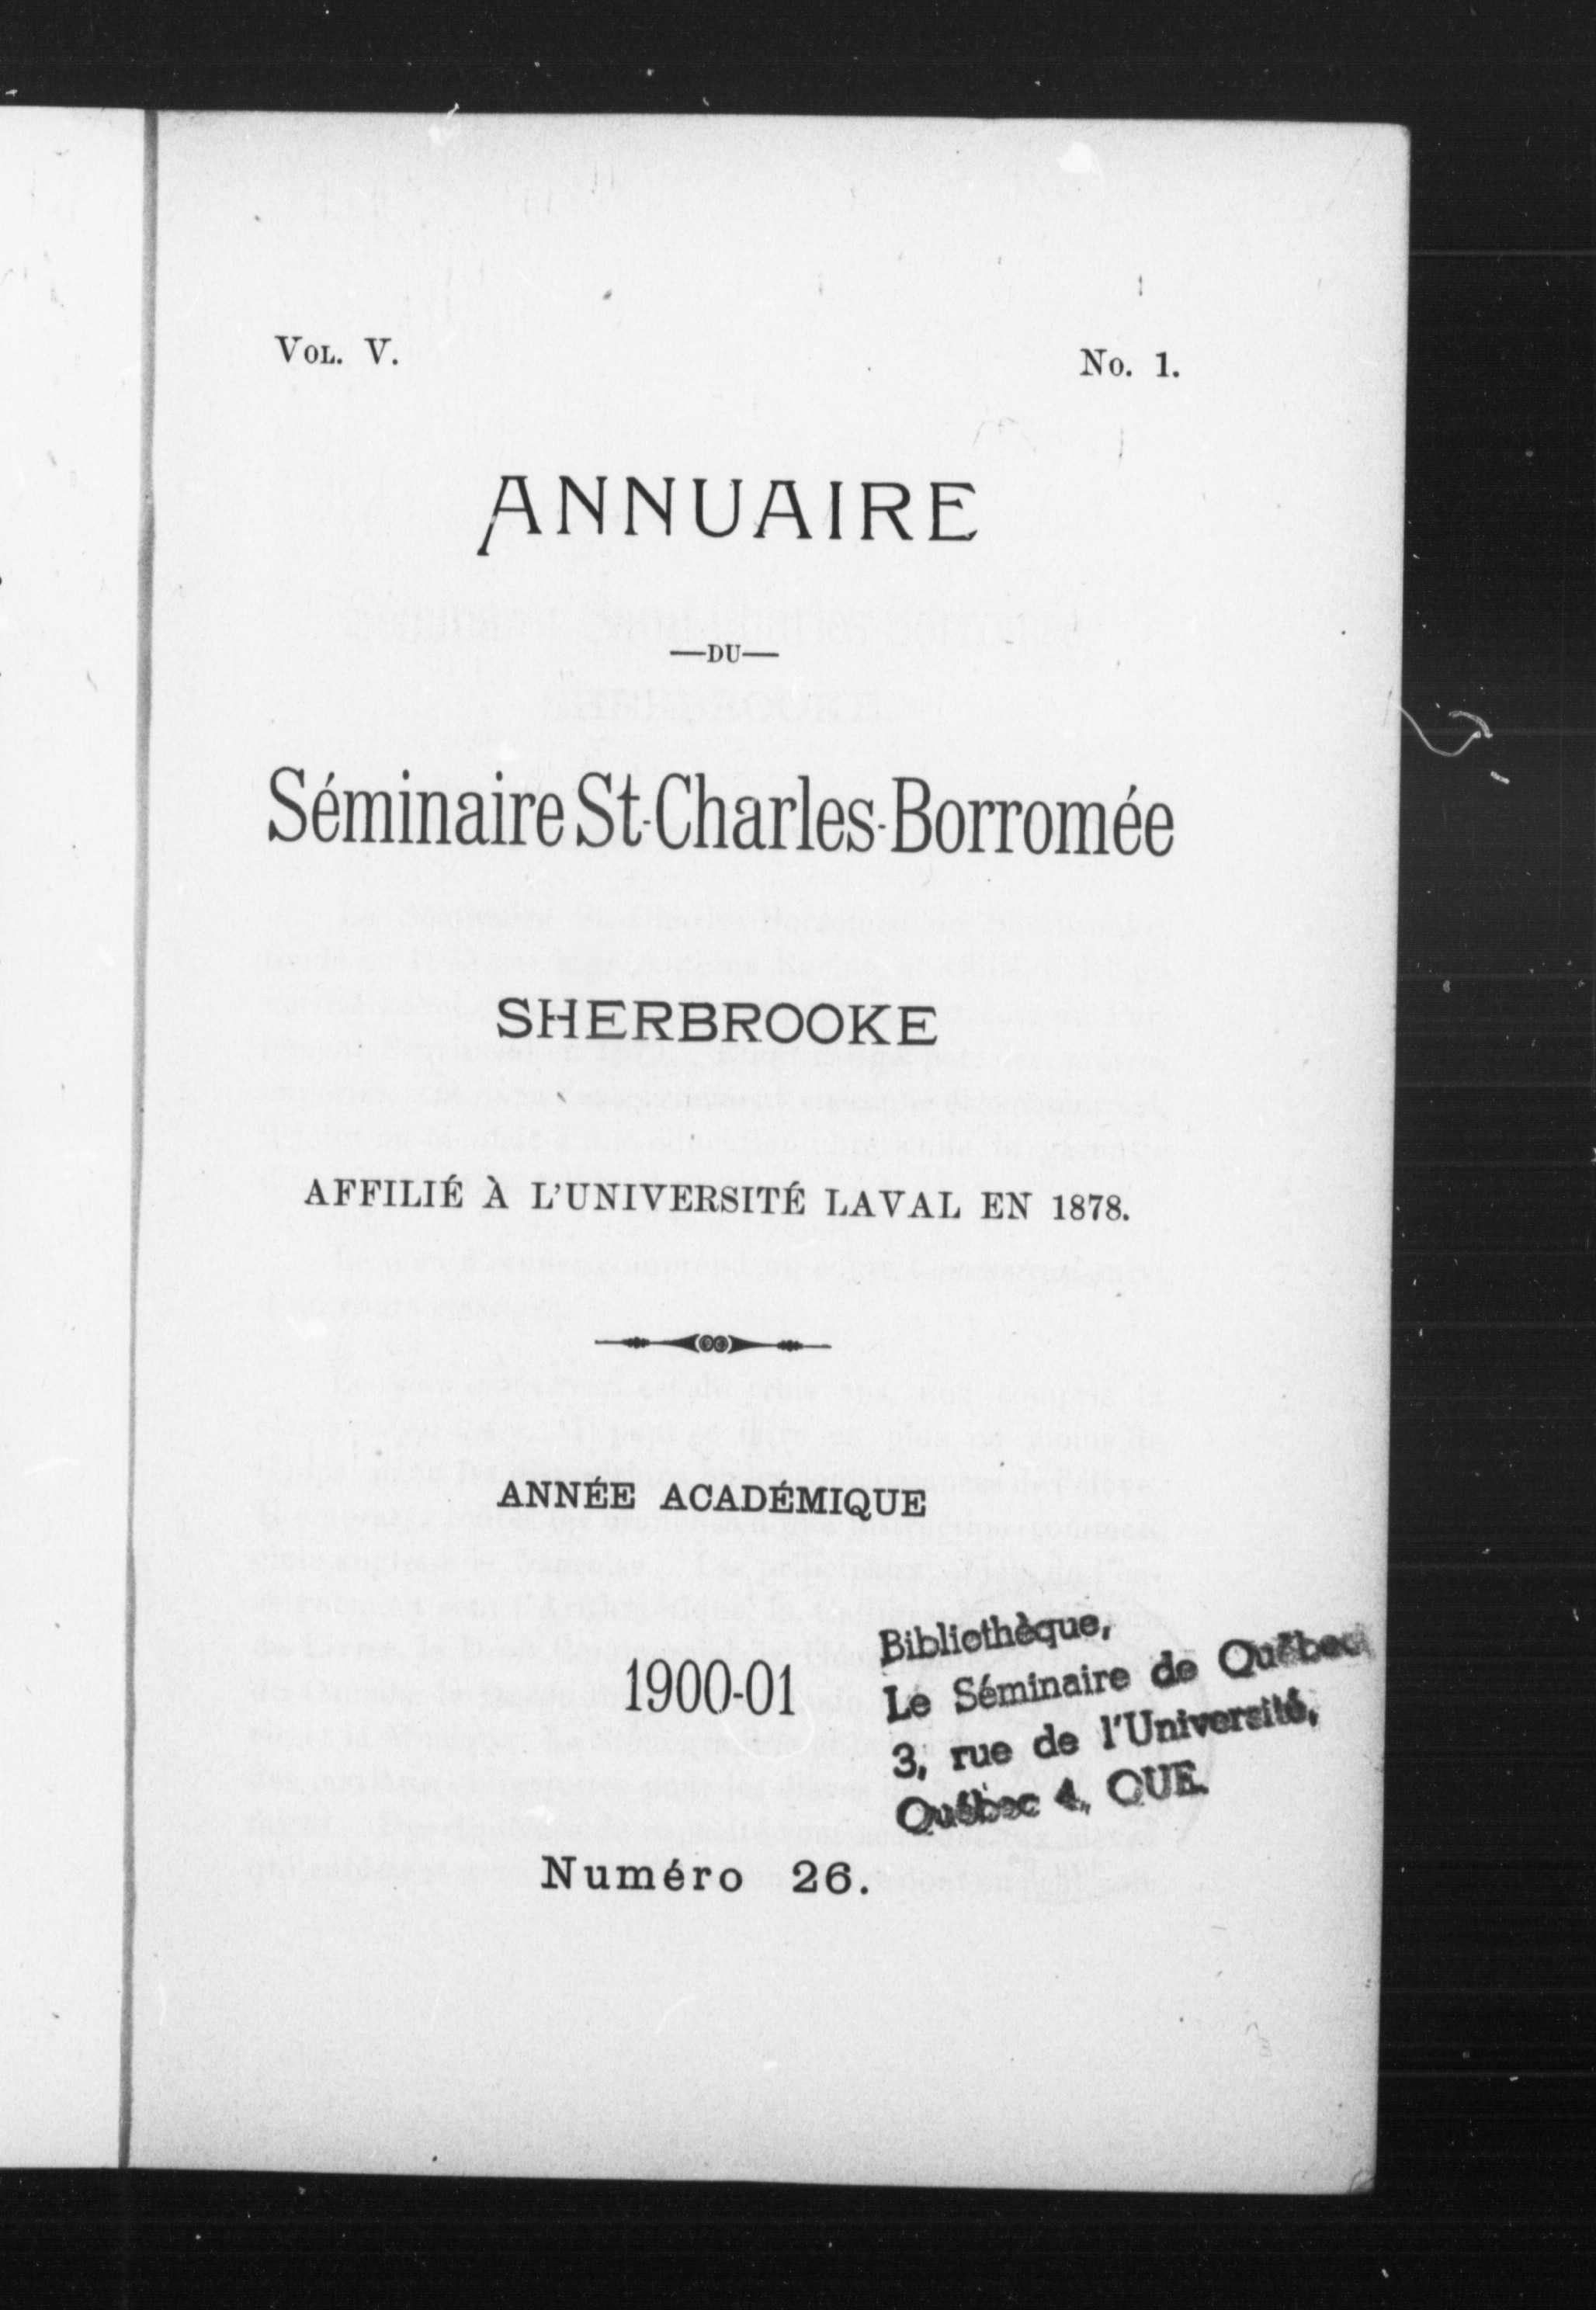 VOL. V. No. 1.
ANNUAIRE
—DU—
Séminaire St-Charles-Borromée
SHERBROOKE
AFFILIÉ À L'UNIVERSITÉ LAVAL EN 1878.
ANNÉE ACADÉMIQUE
1900-01
Bibliothèque,
Le Séminaire de Québec
3, rue de l'Université,
Québec 4, QUE.
Numéro 26.